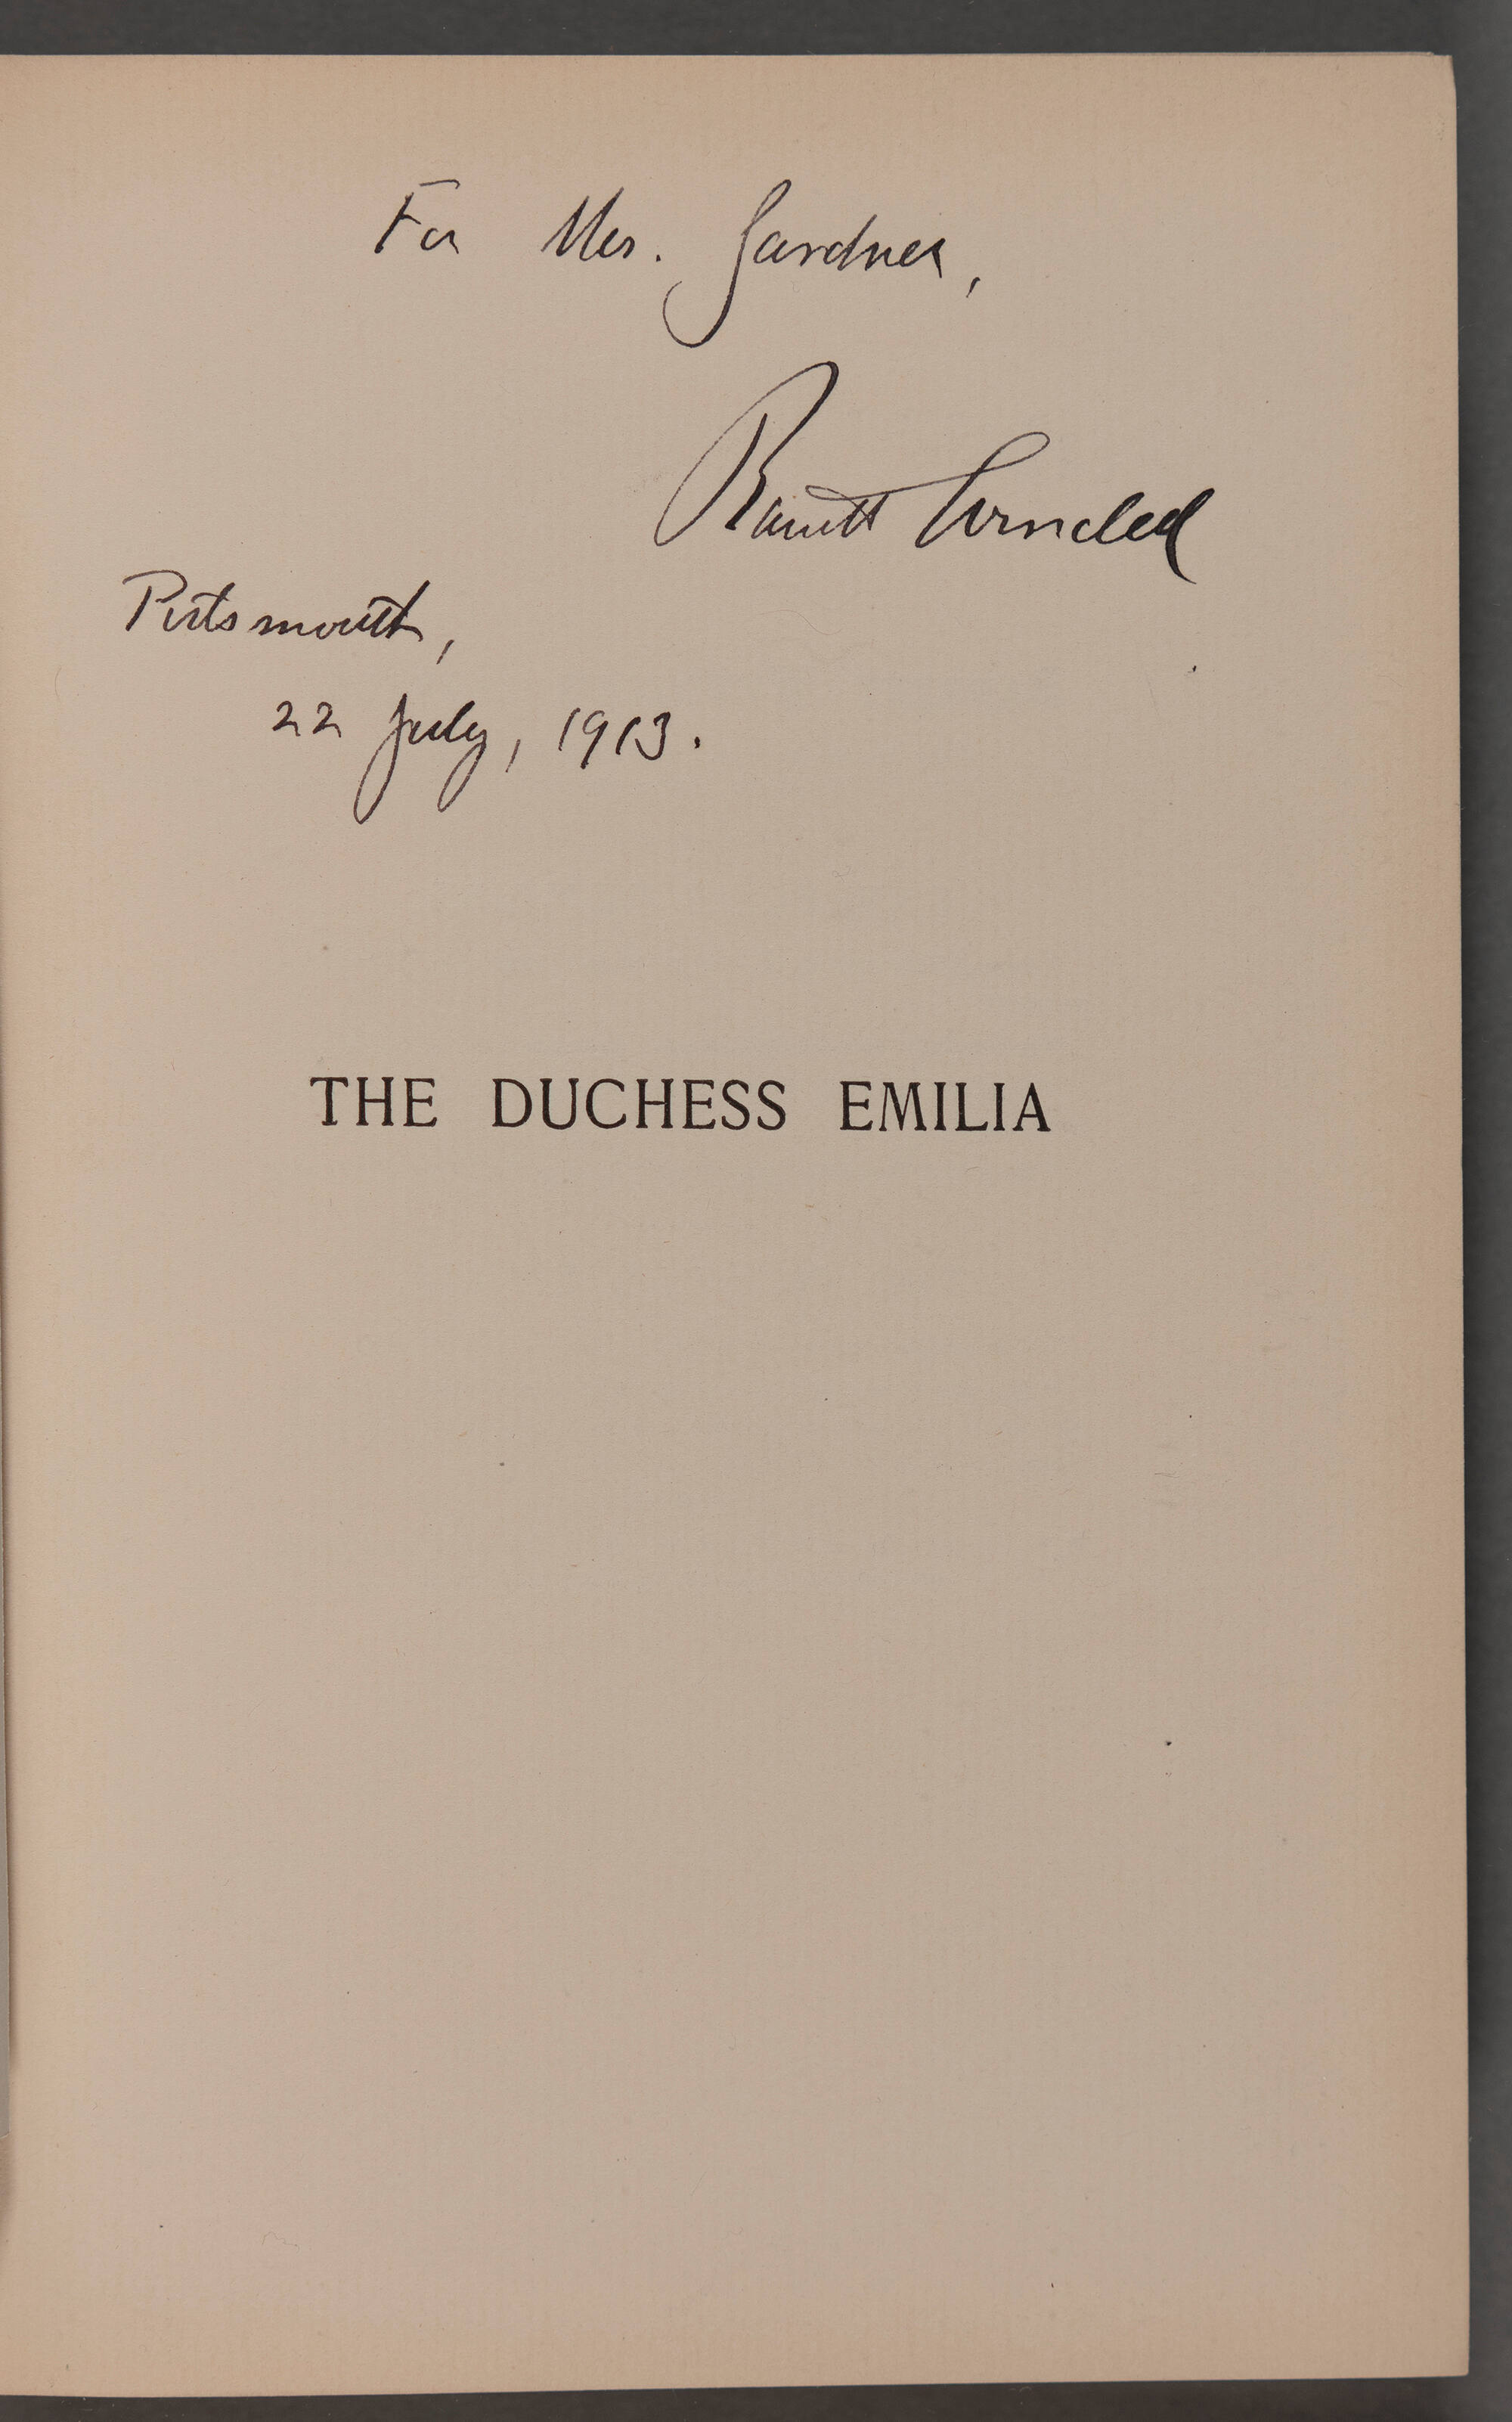 For Mrs. Gardner,
Barrett Wendell
Portsmouth,
22 July, 1913.
THE DUCHESS EMILIA